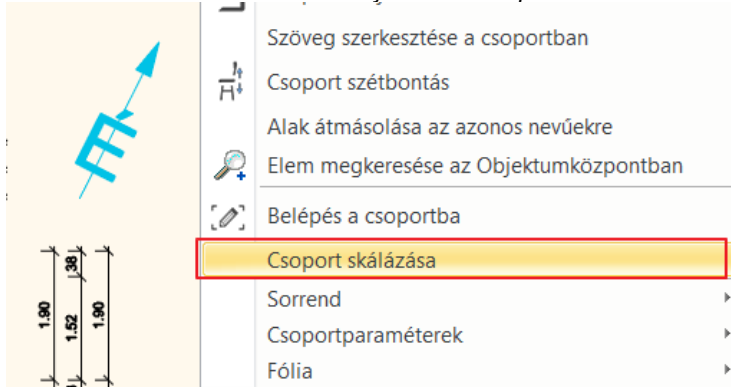 Szöveg szerkesztése a csoportban
Csoport szétbontás
Alak átmásolása az azonos nevűekre
Elem megkeresése az Objektumközpontban
Belépés a csoportba
Csoport skálázása
Sorrend
Csoportparaméterek
Fólia
É
38
1.90
1.52
1.90